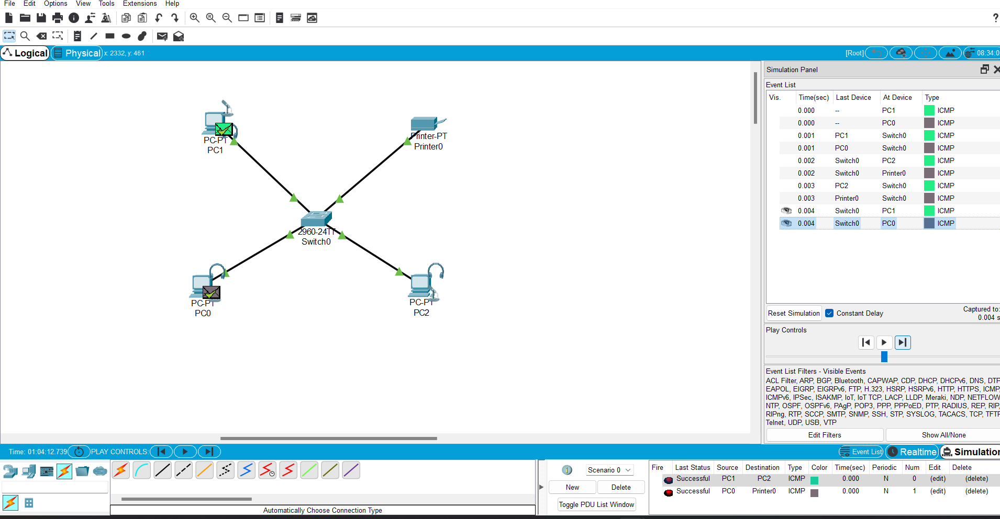 File Edit Options View Tools Extensions Help
?
Logical Physical x: 2332, y: 461 [Root] 08:34:0
Simulation Panel
Event List
Vis. Time(sec) Last Device At Device Type
0.000 -- PC1 ICMP
0.000 -- PC0 ICMP
0.001 PC1 Switch0 ICMP
0.001 PC0 Switch0 ICMP
0.002 Switch0 PC2 ICMP
0.002 Switch0 Printer0 ICMP
0.003 PC2 Switch0 ICMP
0.003 Printer0 Switch0 ICMP
0.004 Switch0 PC1 ICMP
0.004 Switch0 PC0 ICMP
PC-PT
PC1
Printer-PT
Printer0
2960-24TT
Switch0
PC-PT
PC0
PC-PT
PC2
Reset Simulation Constant Delay Captured to:
0.004 s
Play Controls
Event List Filters - Visible Events
ACL Filter, ARP, BGP, Bluetooth, CAPWAP, CDP, DHCP, DHCPv6, DNS, DTP
EAPOL, EIGRP, EIGRPv6, FTP, H.323, HSRP, HSRPv6, HTTP, HTTPS, ICMP,
ICMPv6, IPSec, ISAKMP, IoT, IoT TCP, LACP, LLDP, Meraki, NDP, NETFLOW
NTP, OSPF, OSPFv6, PAgP, POP3, PPP, PPPoED, PTP, RADIUS, REP, RIP,
RIPng, RTP, SCCP, SMTP, SNMP, SSH, STP, SYSLOG, TACACS, TCP, TFTP
Telnet, UDP, USB, VTP
Edit Filters Show All/None
Time: 01:04:12.739 PLAY CONTROLS: Event List Realtime Simulation
Scenario 0
New Delete
Toggle PDU List Window
Fire Last Status Source Destination Type Color Time(sec) Periodic Num Edit Delete
Successful PC1 PC2 ICMP 0.000 N 0 (edit) (delete)
Successful PC0 Printer0 ICMP 0.000 N 1 (edit) (delete)
Automatically Choose Connection Type